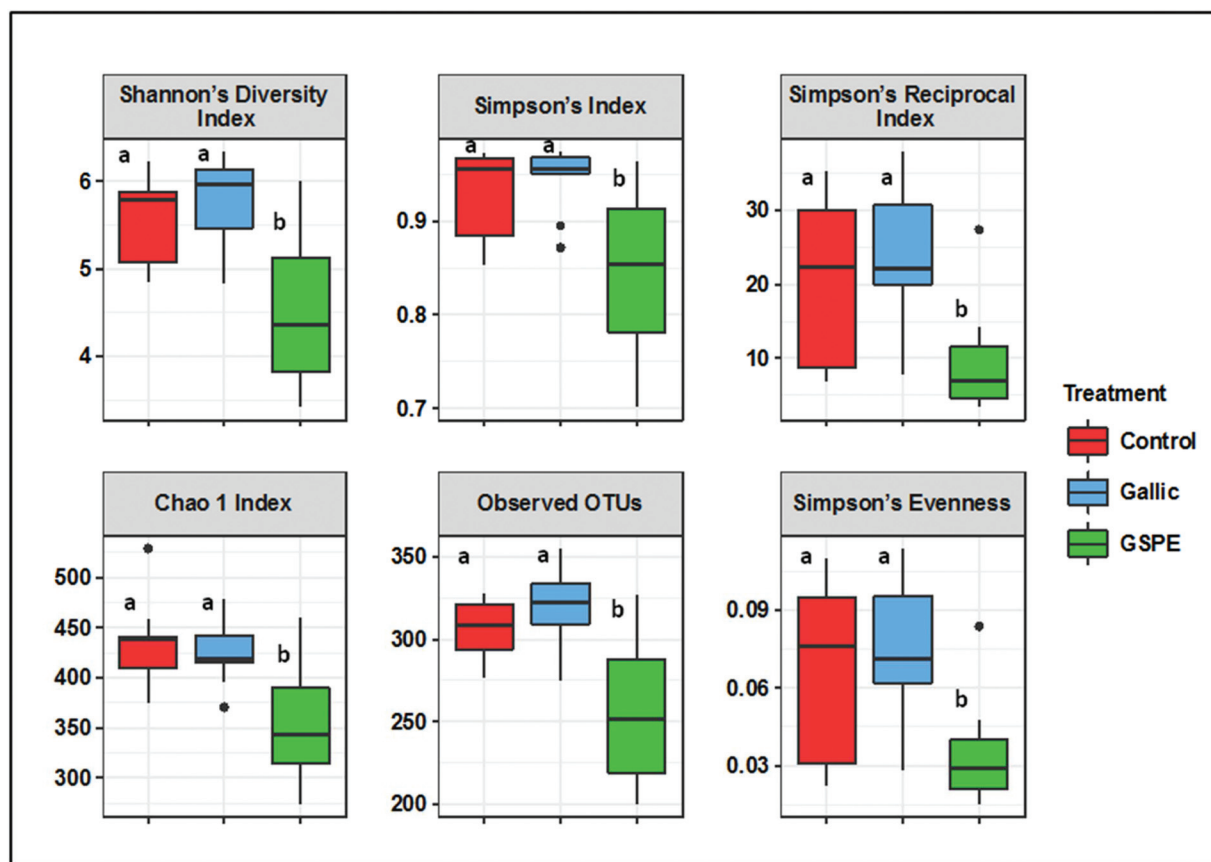 Shannon's Diversity
Index
Simpson's Index
Simpson's Reciprocal
Index
a
a
b
6
5
4
a
a
b
0.9
0.8
0.7
a
a
b
30
20
10
Treatment
Control
Gallic
GSPE
Chao 1 Index
Observed OTUs
Simpson's Evenness
a
a
b
500
450
400
350
300
a
a
b
350
300
250
200
a
a
b
0.09
0.06
0.03